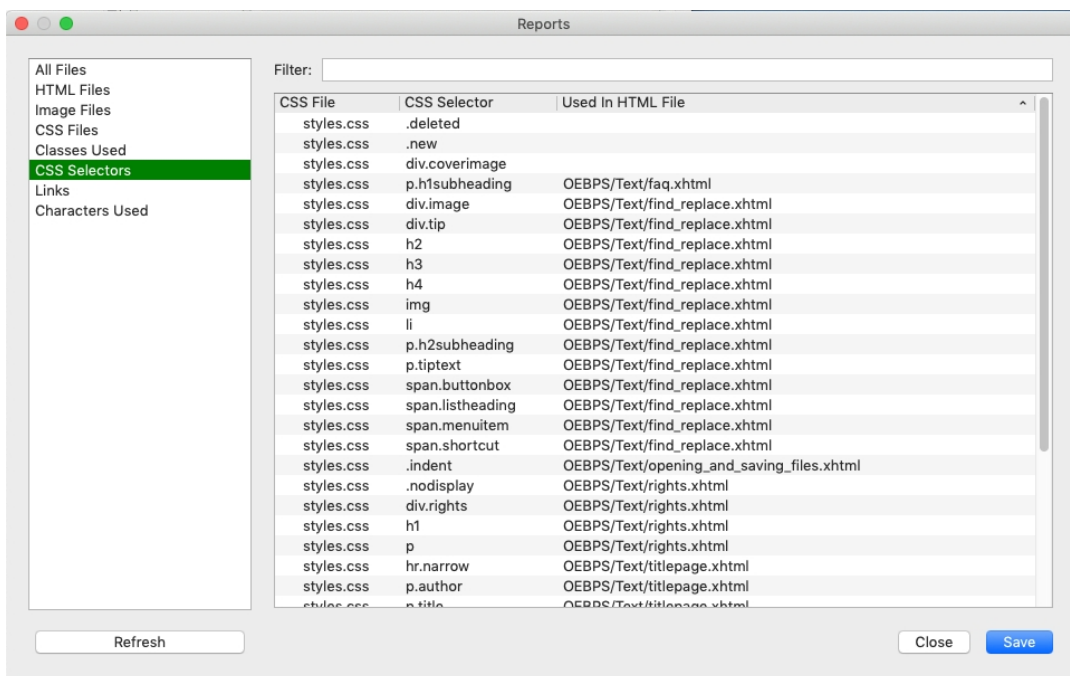 Reports
All Files
HTML Files
Image Files
CSS Files
Classes Used
CSS Selectors
Links
Characters Used
Filter:
CSS File CSS Selector Used In HTML File
styles.css .deleted
styles.css .new
styles.css div.coverimage
styles.css p.h1subheading OEBPS/Text/faq.xhtml
styles.css div.image OEBPS/Text/find_replace.xhtml
styles.css div.tip OEBPS/Text/find_replace.xhtml
styles.css h2 OEBPS/Text/find_replace.xhtml
styles.css h3 OEBPS/Text/find_replace.xhtml
styles.css h4 OEBPS/Text/find_replace.xhtml
styles.css img OEBPS/Text/find_replace.xhtml
styles.css li OEBPS/Text/find_replace.xhtml
styles.css p.h2subheading OEBPS/Text/find_replace.xhtml
styles.css p.tiptext OEBPS/Text/find_replace.xhtml
styles.css span.buttonbox OEBPS/Text/find_replace.xhtml
styles.css span.listheading OEBPS/Text/find_replace.xhtml
styles.css span.menuitem OEBPS/Text/find_replace.xhtml
styles.css span.shortcut OEBPS/Text/find_replace.xhtml
styles.css .indent OEBPS/Text/opening_and_saving_files.xhtml
styles.css .nodisplay OEBPS/Text/rights.xhtml
styles.css div.rights OEBPS/Text/rights.xhtml
styles.css h1 OEBPS/Text/rights.xhtml
styles.css p OEBPS/Text/rights.xhtml
styles.css hr.narrow OEBPS/Text/titlepage.xhtml
styles.css p.author OEBPS/Text/titlepage.xhtml
styles.css p.title OEBPS/Text/titlepage.xhtml
Refresh
Close
Save